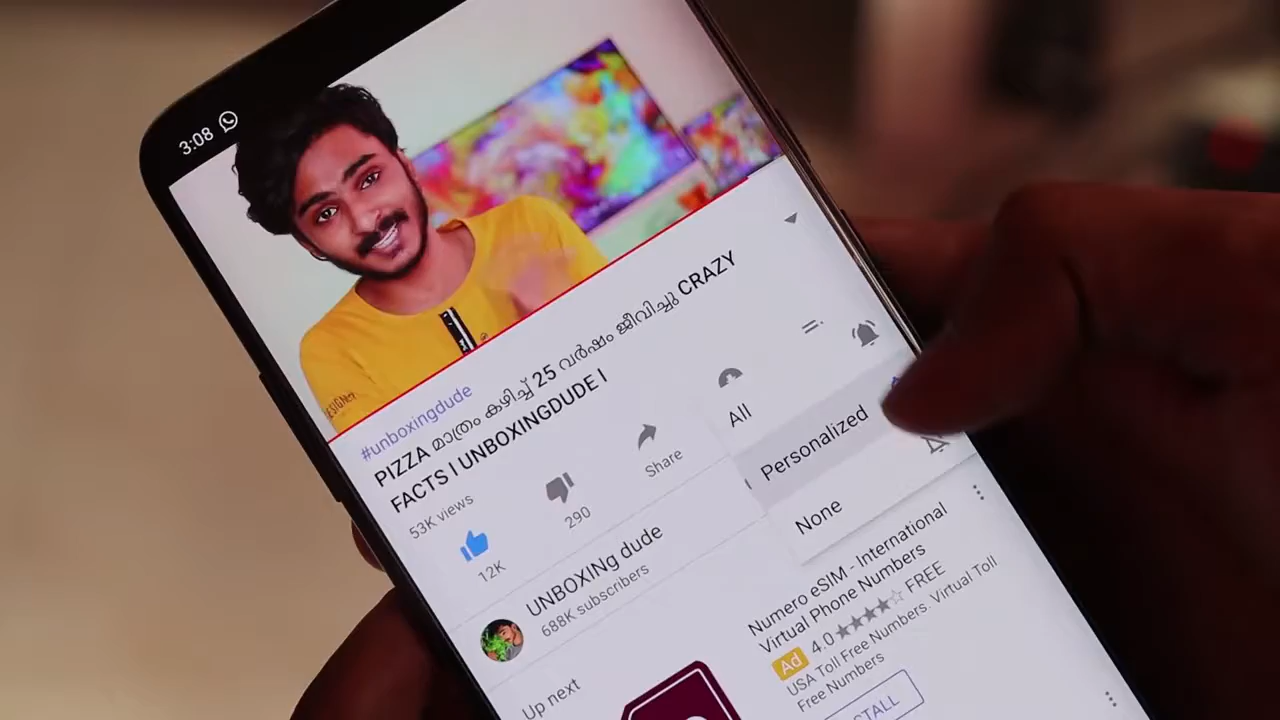 3:08
#unboxingdude
PIZZA മാത്രം കഴിച്ച് 25 വർഷം ജീവിച്ചു CRAZY
FACTS I UNBOXINGDUDE I
53K views
12K
290
Share
All
Personalized
None
UNBOXINg dude
688K subscribers
Up next
Numero eSIM - International
Virtual Phone Numbers
Ad 4.0 ★★★★☆ FREE
USA Toll Free Numbers. Virtual Toll
Free Numbers